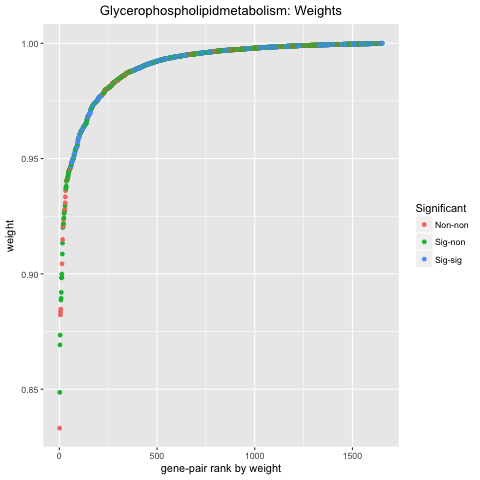 Glycerophospholipidmetabolism: Weights
1.00
0.95
0.90
0.85
weight
0
500
1000
1500
gene-pair rank by weight
Significant
Non-non
Sig-non
Sig-sig